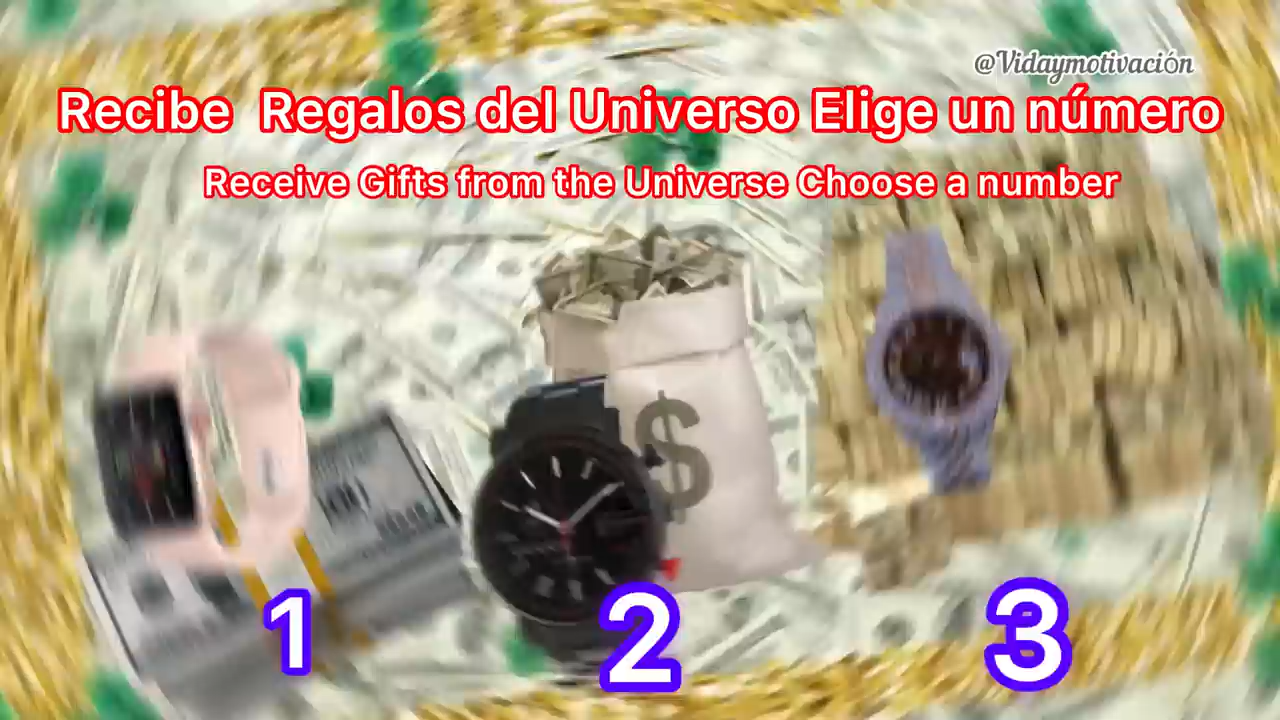 @Vidaymotivación
Recibe Regalos del Universo Elige un número
Receive Gifts from the Universe Choose a number
$
1
2
3